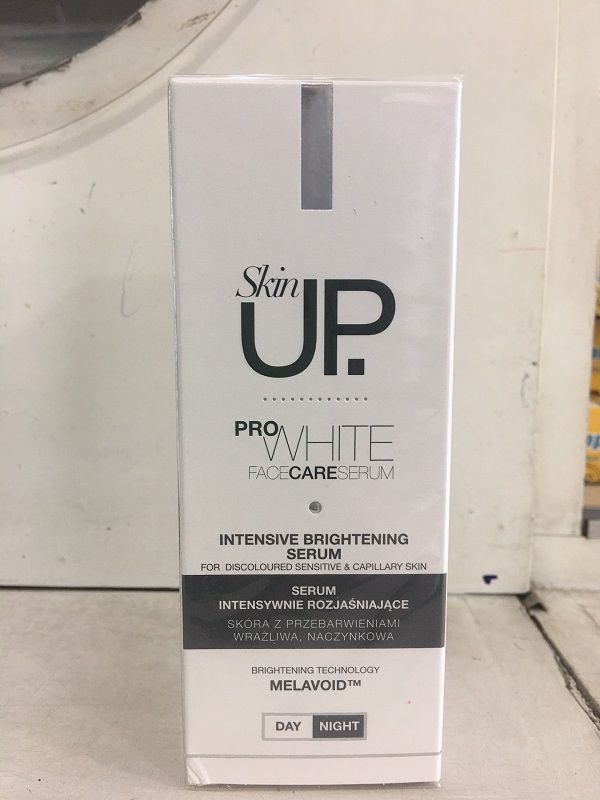 Skin
UP.
PRO WHITE
FACECARESERUM
INTENSIVE BRIGHTENING
SERUM
FOR DISCOLOURED SENSITIVE & CAPILLARY SKIN
SERUM
INTENSYWNIE ROZJAŚNIAJĄCE
SKÓRA Z PRZEBARWIENIAMI
WRAŻLIWA, NACZYNKOWA
BRIGHTENING TECHNOLOGY
MELAVOID™
DAY NIGHT